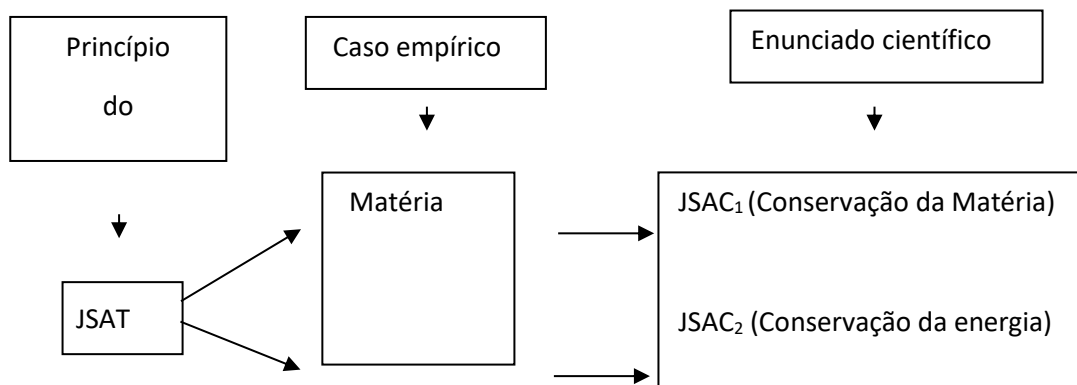 Princípio
do
Caso empírico
Enunciado científico
Matéria
JSAC₁ (Conservação da Matéria)
JSAT
JSAC₂ (Conservação da energia)